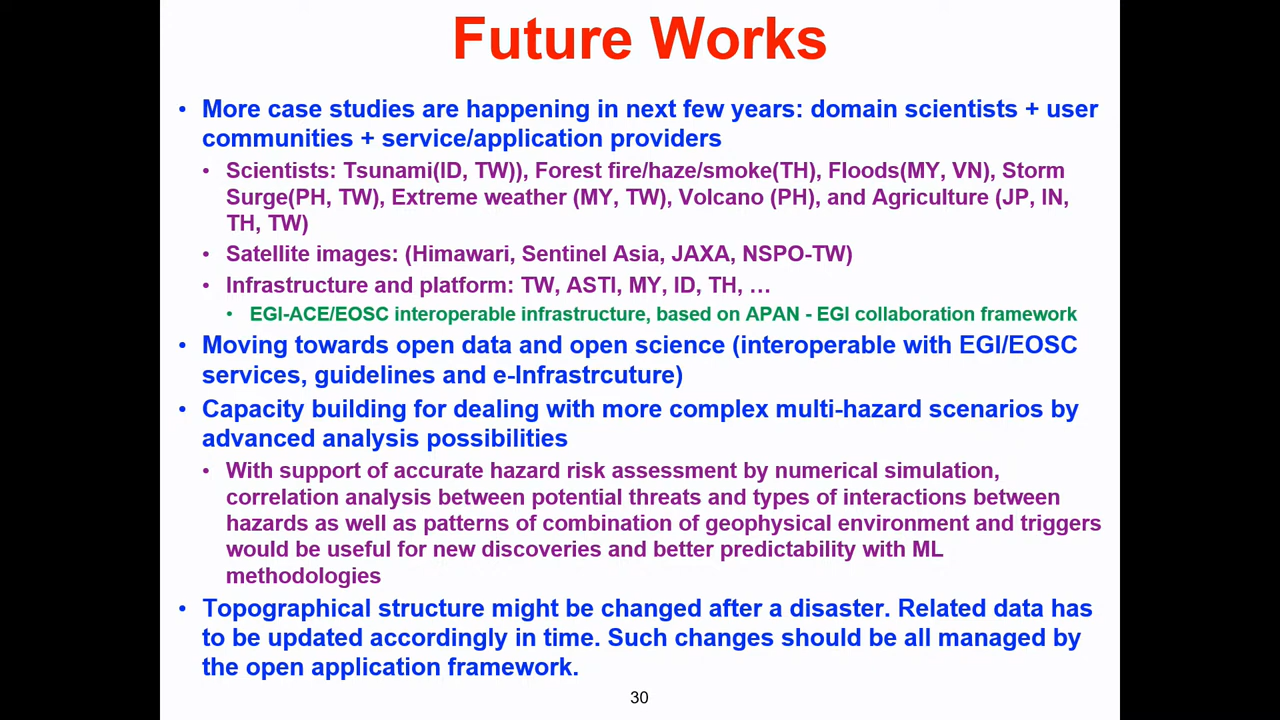 Future Works
• More case studies are happening in next few years: domain scientists + user
communities + service/application providers
• Scientists: Tsunami(ID, TW)), Forest fire/haze/smoke(TH), Floods(MY, VN), Storm
Surge(PH, TW), Extreme weather (MY, TW), Volcano (PH), and Agriculture (JP, IN,
TH, TW)
• Satellite images: (Himawari, Sentinel Asia, JAXA, NSPO-TW)
• Infrastructure and platform: TW, ASTI, MY, ID, TH, …
• EGI-ACE/EOSC interoperable infrastructure, based on APAN - EGI collaboration framework
• Moving towards open data and open science (interoperable with EGI/EOSC
services, guidelines and e-Infrastrcuture)
• Capacity building for dealing with more complex multi-hazard scenarios by
advanced analysis possibilities
• With support of accurate hazard risk assessment by numerical simulation,
correlation analysis between potential threats and types of interactions between
hazards as well as patterns of combination of geophysical environment and triggers
would be useful for new discoveries and better predictability with ML
methodologies
• Topographical structure might be changed after a disaster. Related data has
to be updated accordingly in time. Such changes should be all managed by
the open application framework.
30